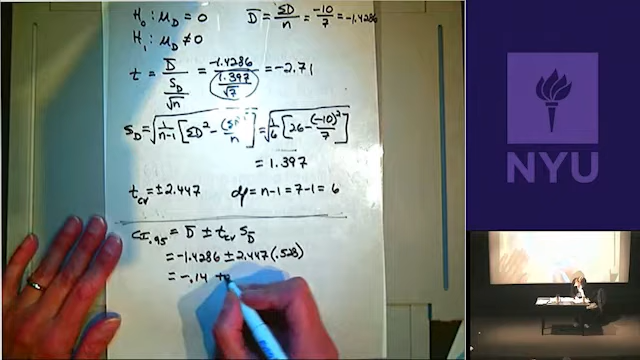 H₀: μ_D = 0    D̄ = ΣD/n = -10/7 = -1.4286
H₁: μ_D ≠ 0
t = D̄/(S_D/√n) = -1.4286/(1.397/√7) = -2.71
S_D = √(1/(n-1) [ΣD² - (ΣD)²/n]) = √(1/6 [26 - (-10)²/7])
= 1.397
t_cv = ±2.447    df = n-1 = 7-1 = 6
CI.95 = D̄ ± t_cv S_D̄
= -1.4286 ± 2.447(.528)
= -.14
NYU